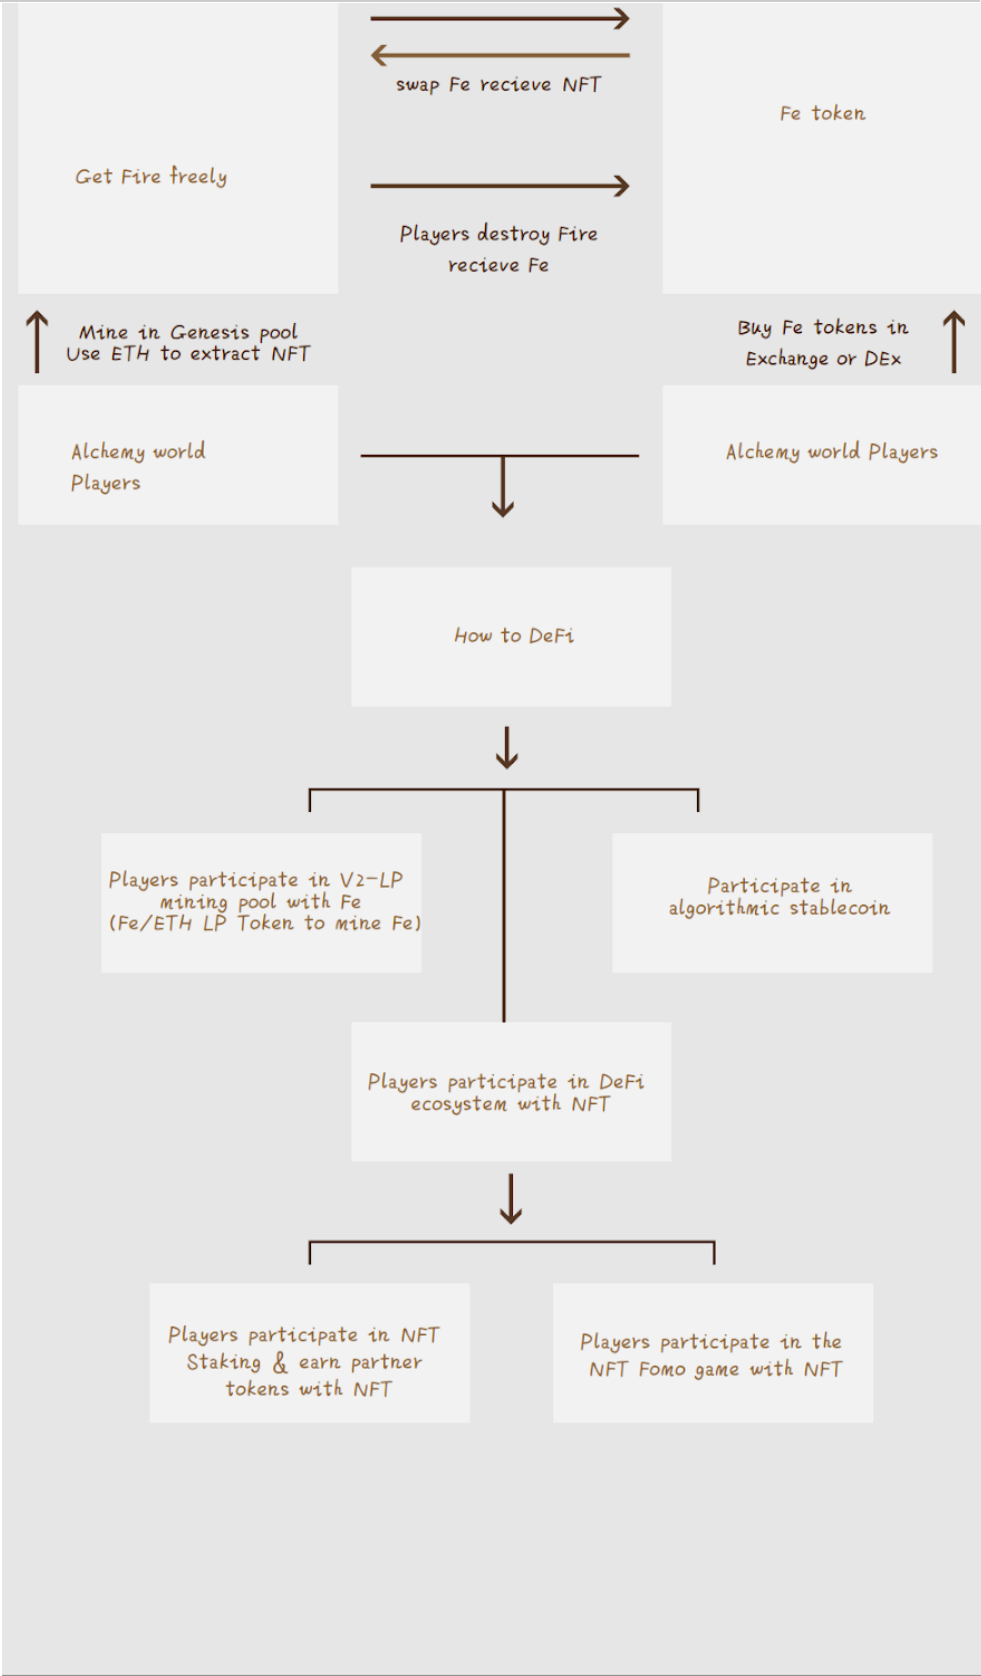 swap Fe recieve NFT
Fe token
Get Fire freely
Players destroy Fire
recieve Fe
Mine in Genesis pool
Use ETH to extract NFT
Buy Fe tokens in
Exchange or DEx
Alchemy world
Players
Alchemy world Players
How to DeFi
Players participate in V2-LP
mining pool with Fe
(Fe/ETH LP Token to mine Fe)
Participate in
algorithmic stablecoin
Players participate in DeFi
ecosystem with NFT
Players participate in NFT
Staking & earn partner
tokens with NFT
Players participate in the
NFT Fomo game with NFT